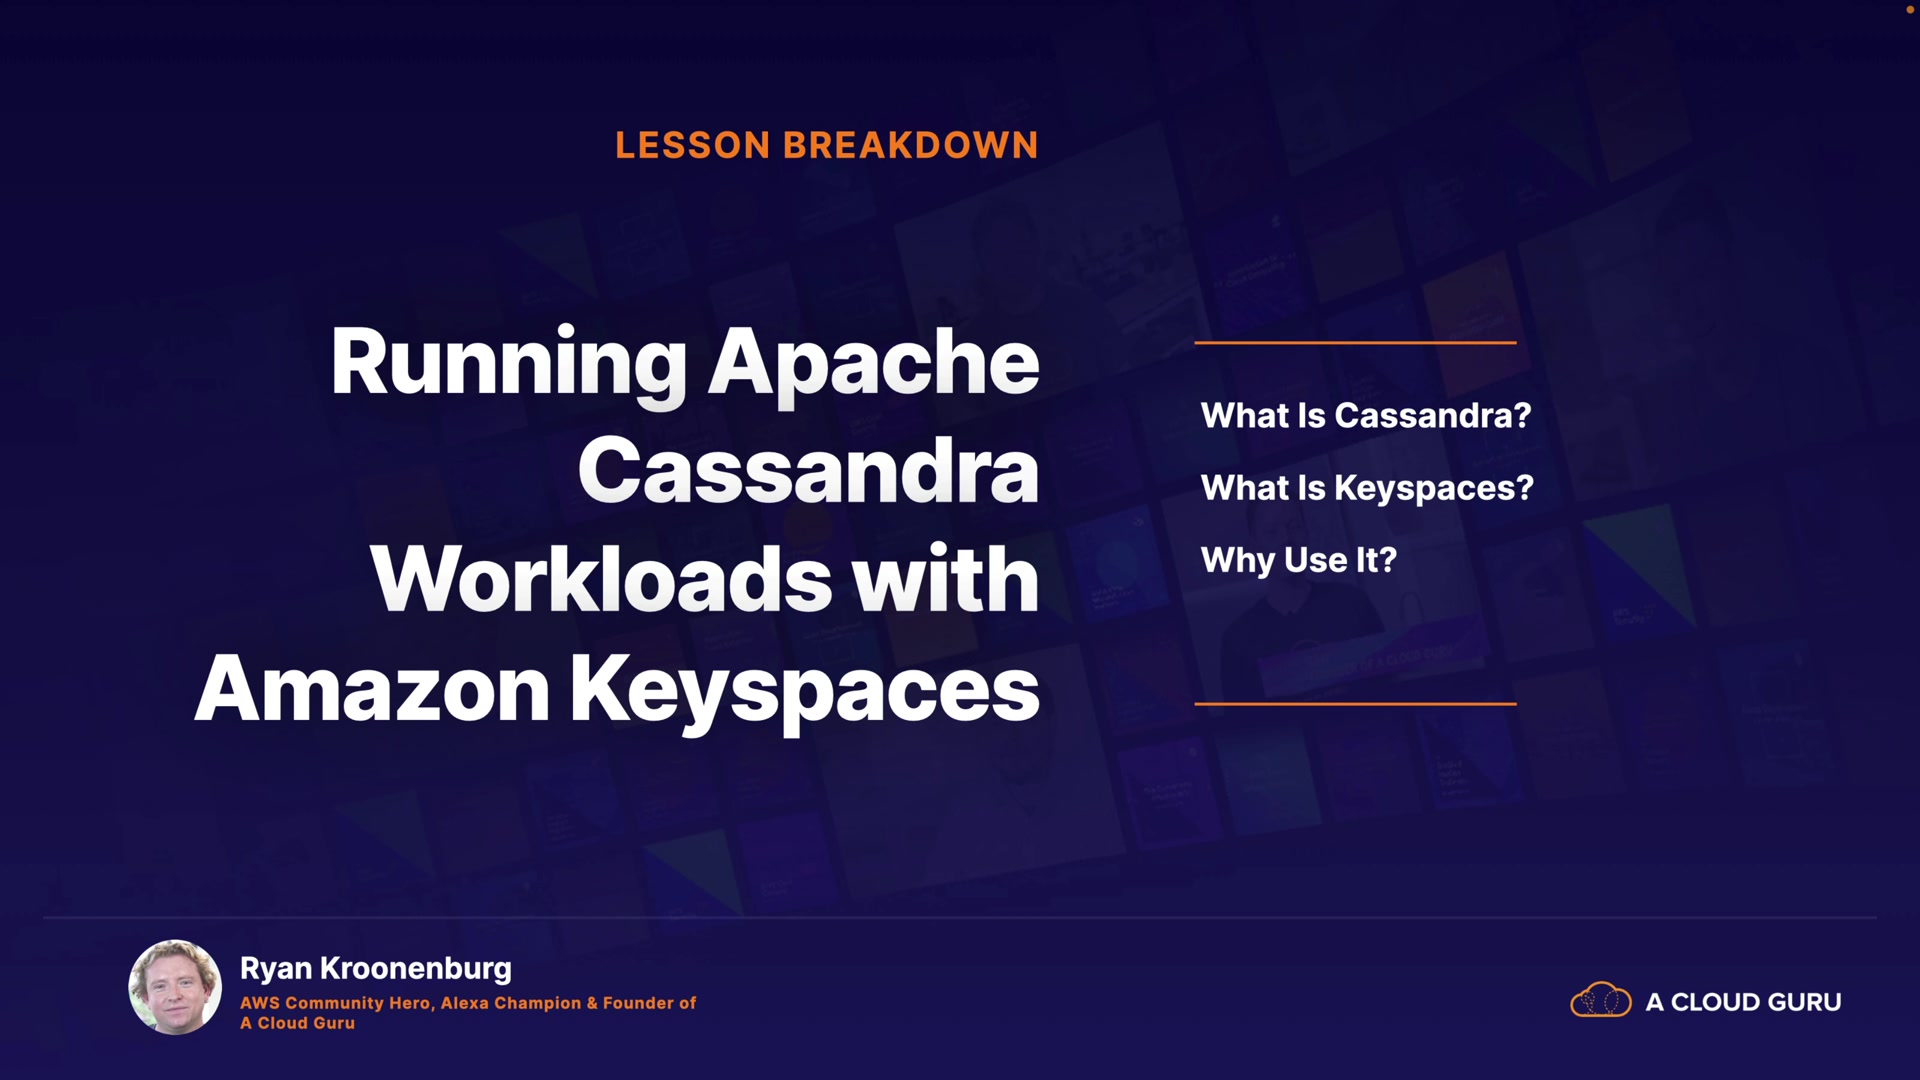 LESSON BREAKDOWN
Running Apache
Cassandra
Workloads with
Amazon Keyspaces
What Is Cassandra?
What Is Keyspaces?
Why Use It?
Ryan Kroonenburg
AWS Community Hero, Alexa Champion & Founder of
A Cloud Guru
A CLOUD GURU